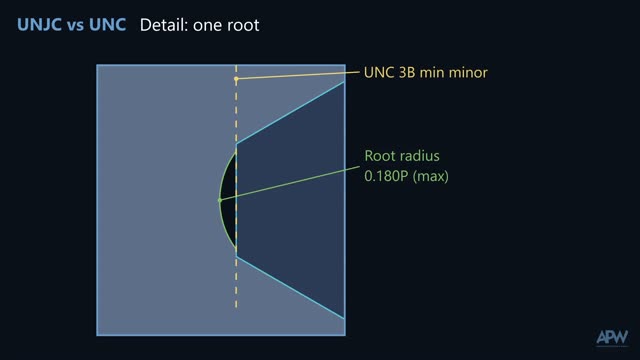 UNJC vs UNC Detail: one root
UNC 3B min minor
Root radius
0.180P (max)
APW